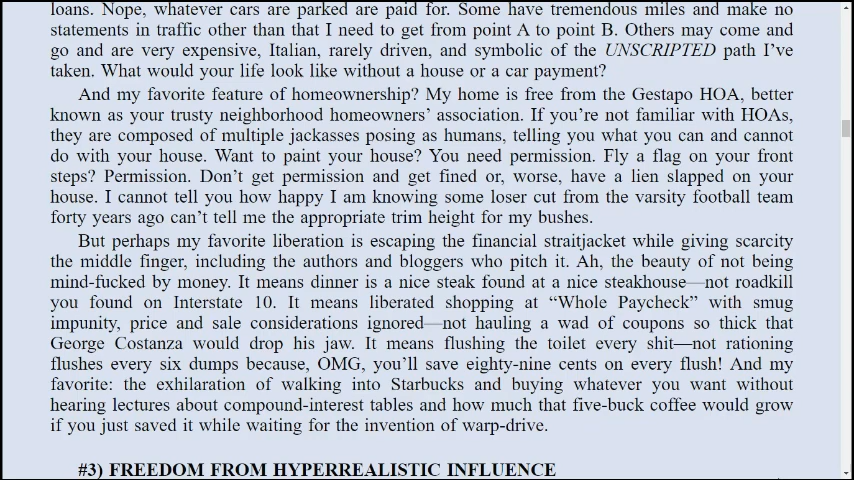 loans. Nope, whatever cars are parked are paid for. Some have tremendous miles and make no
statements in traffic other than that I need to get from point A to point B. Others may come and
go and are very expensive, Italian, rarely driven, and symbolic of the UNSCRIPTED path I've
taken. What would your life look like without a house or a car payment?
And my favorite feature of homeownership? My home is free from the Gestapo HOA, better
known as your trusty neighborhood homeowners' association. If you're not familiar with HOAs,
they are composed of multiple jackasses posing as humans, telling you what you can and cannot
do with your house. Want to paint your house? You need permission. Fly a flag on your front
steps? Permission. Don't get permission and get fined or, worse, have a lien slapped on your
house. I cannot tell you how happy I am knowing some loser cut from the varsity football team
forty years ago can't tell me the appropriate trim height for my bushes.
But perhaps my favorite liberation is escaping the financial straitjacket while giving scarcity
the middle finger, including the authors and bloggers who pitch it. Ah, the beauty of not being
mind-fucked by money. It means dinner is a nice steak found at a nice steakhouse—not roadkill
you found on Interstate 10. It means liberated shopping at “Whole Paycheck” with smug
impunity, price and sale considerations ignored—not hauling a wad of coupons so thick that
George Costanza would drop his jaw. It means flushing the toilet every shit—not rationing
flushes every six dumps because, OMG, you'll save eighty-nine cents on every flush! And my
favorite: the exhilaration of walking into Starbucks and buying whatever you want without
hearing lectures about compound-interest tables and how much that five-buck coffee would grow
if you just saved it while waiting for the invention of warp-drive.
#3) FREEDOM FROM HYPERREALISTIC INFLUENCE